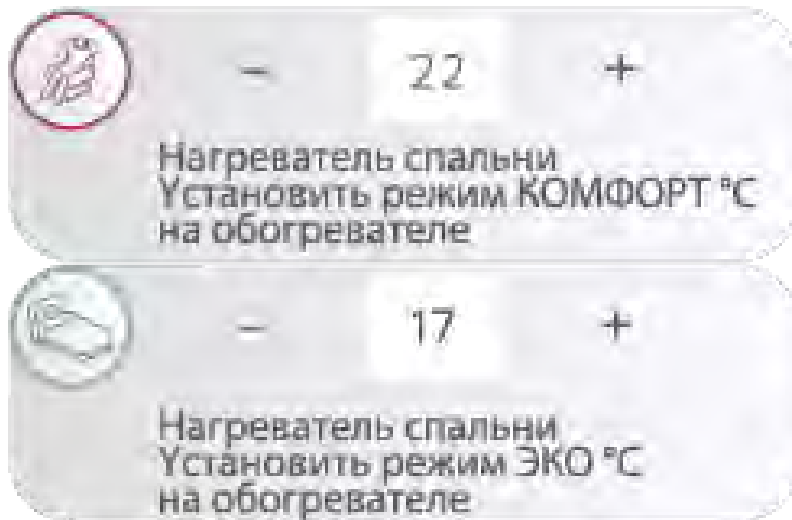 − 22 +
Нагреватель спальни
Установить режим КОМФОРТ °C
на обогревателе
− 17 +
Нагреватель спальни
Установить режим ЭКО °C
на обогревателе